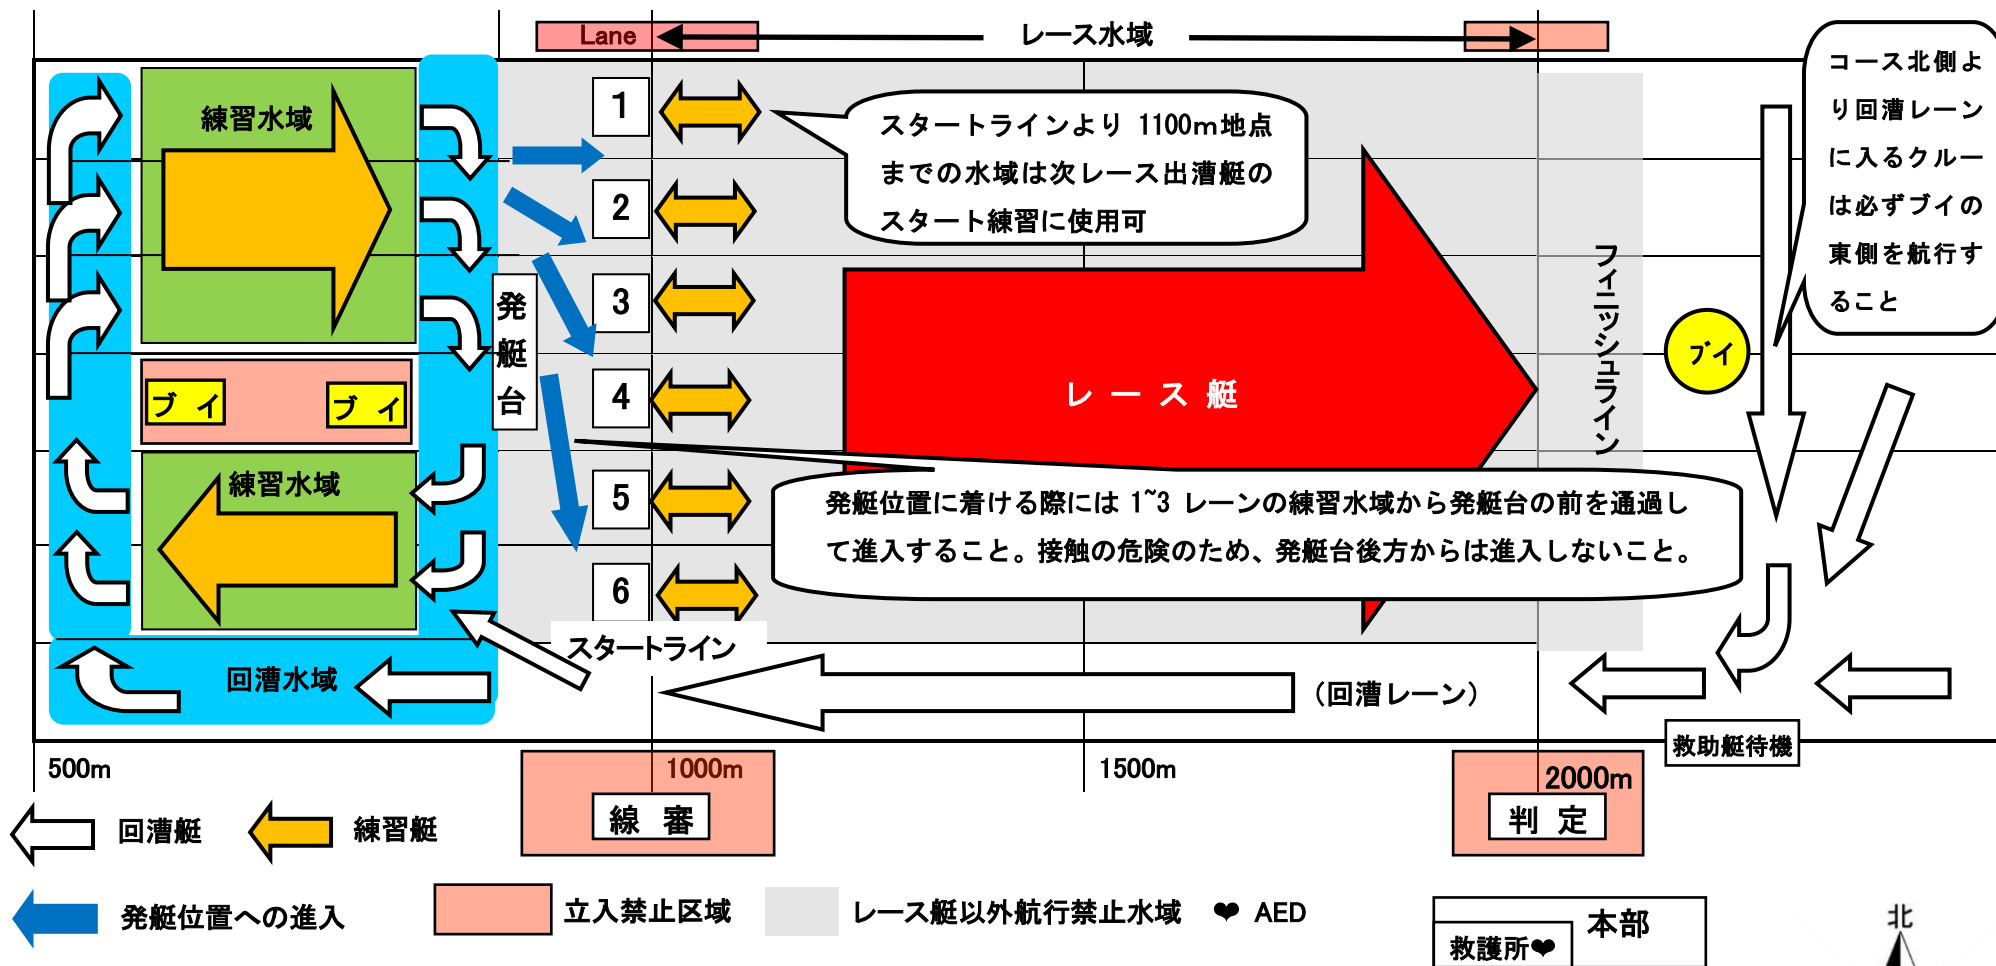 Lane
レース水域
コース北側よ
り回漕レーン
に入るクルー
は必ずブイの
東側を航行す
ること
練習水域
1
スタートラインより 1100m地点
までの水域は次レース出漕艇の
スタート練習に使用可
2
3
発艇台
フィニッシュライン
ブイ
ブイ
ブイ
4
レース艇
練習水域
5
発艇位置に着ける際には 1~3 レーンの練習水域から発艇台の前を通過し
て進入すること。接触の危険のため、発艇台後方からは進入しないこと。
6
スタートライン
回漕水域
(回漕レーン)
救助艇待機
500m
1000m
1500m
2000m
線審
判定
回漕艇
練習艇
発艇位置への進入
立入禁止区域
レース艇以外航行禁止水域
❤ AED
本部
救護所❤
北